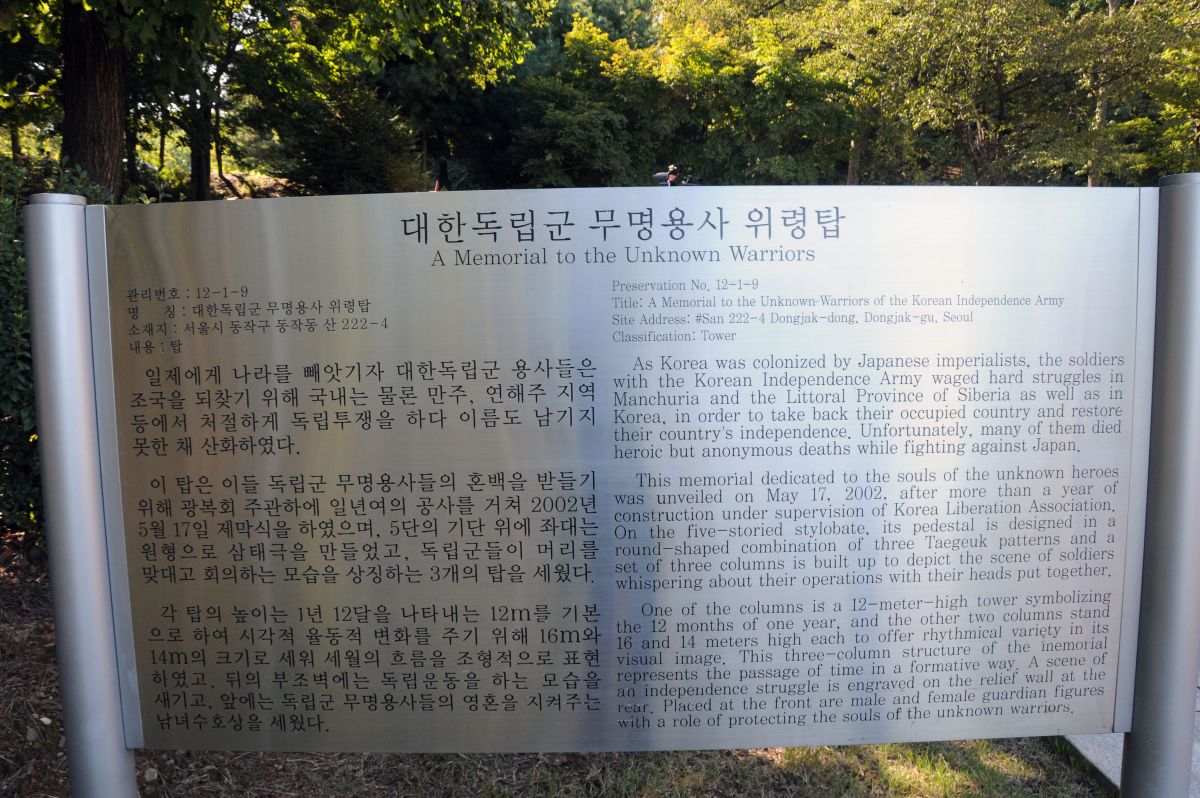 대한독립군 무명용사 위령탑
A Memorial to the Unknown Warriors
관리번호 : 12-1-9
명 칭 : 대한독립군 무명용사 위령탑
소재지 : 서울시 동작구 동작동 산 222-4
내용 : 탑
일제에게 나라를 빼앗기자 대한독립군 용사들은
조국을 되찾기 위해 국내는 물론 만주, 연해주 지역
등에서 처절하게 독립투쟁을 하다 이름도 남기지
못한 채 산화하였다.
이 탑은 이들 독립군 무명용사들의 혼백을 반들기
위해 광복회 주관하에 일년여의 공사를 거쳐 2002년
5월 17일 제막식을 하였으며, 5단의 기단 위에 좌대는
원형으로 삼태극을 만들었고, 독립군들이 머리를
맞대고 회의하는 모습을 상징하는 3개의 탑을 세웠다.
각 탑의 높이는 1년 12달을 나타내는 12m를 기본
으로 하여 시각적 율동적 변화를 주기 위해 16m와
14m의 크기로 세워 세월의 흐름을 조형적으로 표현
하였고, 뒤의 부조벽에는 독립운동을 하는 모습을
새기고, 앞에는 독립군 무명용사들의 영혼을 지켜주는
남녀수호상을 세웠다.
Preservation No. 12-1-9
Title: A Memorial to the Unknown-Warriors of the Korean Independence Army
Site Address: #San 222-4 Dongjak-dong, Dongjak-gu, Seoul
Classification: Tower
As Korea was colonized by Japanese imperialists, the soldiers
with the Korean Independence Army waged hard struggles in
Manchuria and the Littoral Province of Siberia as well as in
Korea, in order to take back their occupied country and restore
their country's independence. Unfortunately, many of them died
heroic but anonymous deaths while fighting against Japan.
This memorial dedicated to the souls of the unknown heroes
was unveiled on May 17, 2002, after more than a year of
construction under supervision of Korea Liberation Association.
On the five-storied stylobate, its pedestal is designed in a
round-shaped combination of three Taegeuk patterns and a
set of three columns is built up to depict the scene of soldiers
whispering about their operations with their heads put together.
One of the columns is a 12-meter-high tower symbolizing
the 12 months of one year, and the other two columns stand
16 and 14 meters high each to offer rhythmical variety in its
visual image. This three-column structure of the memorial
represents the passage of time in a formative way. A scene of
an independence struggle is engraved on the relief wall at the
rear. Placed at the front are male and female guardian figures
with a role of protecting the souls of the unknown warriors.